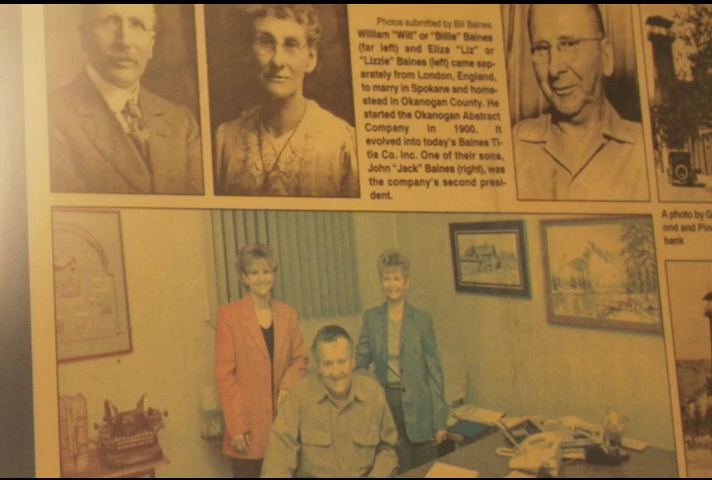 Photos submitted by Bill Baines
William "Will" or "Billie" Baines
(far left) and Eliza "Liz" or
"Lizzie" Baines (left) came sep-
arately from London, England,
to marry in Spokane and home-
stead in Okanogan County. He
started the Okanogan Abstract
Company in 1900. It
evolved into today's Baines Ti-
tle Co. Inc. One of their sons,
John "Jack" Baines (right), was
the company's second presi-
dent.
A photo by G
ond and Pin
bank